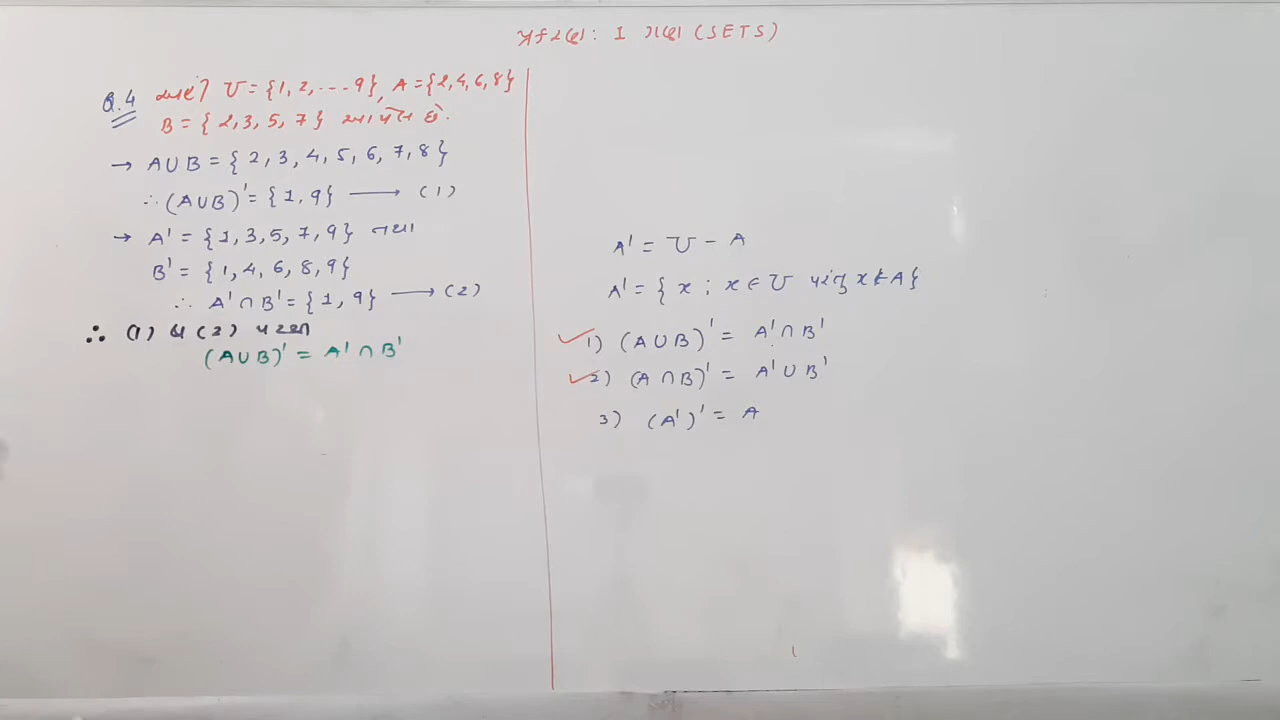 પ્રકરણ: 1 ગણ (SETS)
Q.4 ધારો કે U = {1, 2, ... 9}, A = {2, 4, 6, 8}
B = { 2, 3, 5, 7 } આપેલ છે.
→ A∪B = { 2, 3, 4, 5, 6, 7, 8 }
∴ (A∪B)' = { 1, 9 } ⟶ (1)
→ A' = { 1, 3, 5, 7, 9 } તથા
B' = { 1, 4, 6, 8, 9 }
∴ A' ∩ B' = { 1, 9 } ⟶ (2)
∴ (1) અને (2) પરથી
(A∪B)' = A' ∩ B'
A' = U - A
A' = { x ; x ∈ U પરંતુ x ∉ A }
1) (A∪B)' = A' ∩ B'
2) (A ∩ B)' = A' ∪ B'
3) (A')' = A